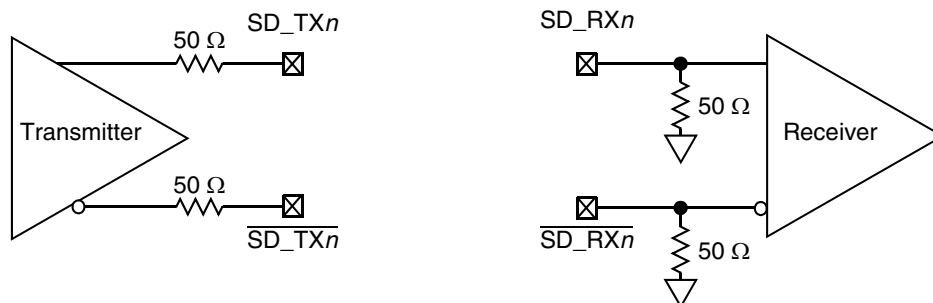 SD_TXn
50 Ω
Transmitter
50 Ω
SD_TXn
SD_RXn
50 Ω
Receiver
SD_RXn
50 Ω